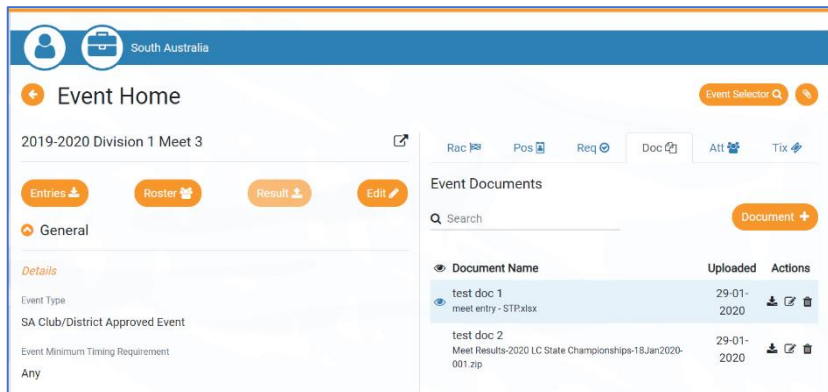 South Australia
Event Home
Event Selector
2019-2020 Division 1 Meet 3
Entries
Roster
Result
Edit
General
Details
Event Type
SA Club/District Approved Event
Event Minimum Timing Requirement
Any
Rac
Pos
Req
Doc
Att
Tix
Event Documents
Search
Document
Document Name
Uploaded
Actions
test doc 1
meet entry - STP.xlsx
29-01-
2020
test doc 2
Meet Results-2020 LC State Championships-18Jan2020-
001.zip
29-01-
2020